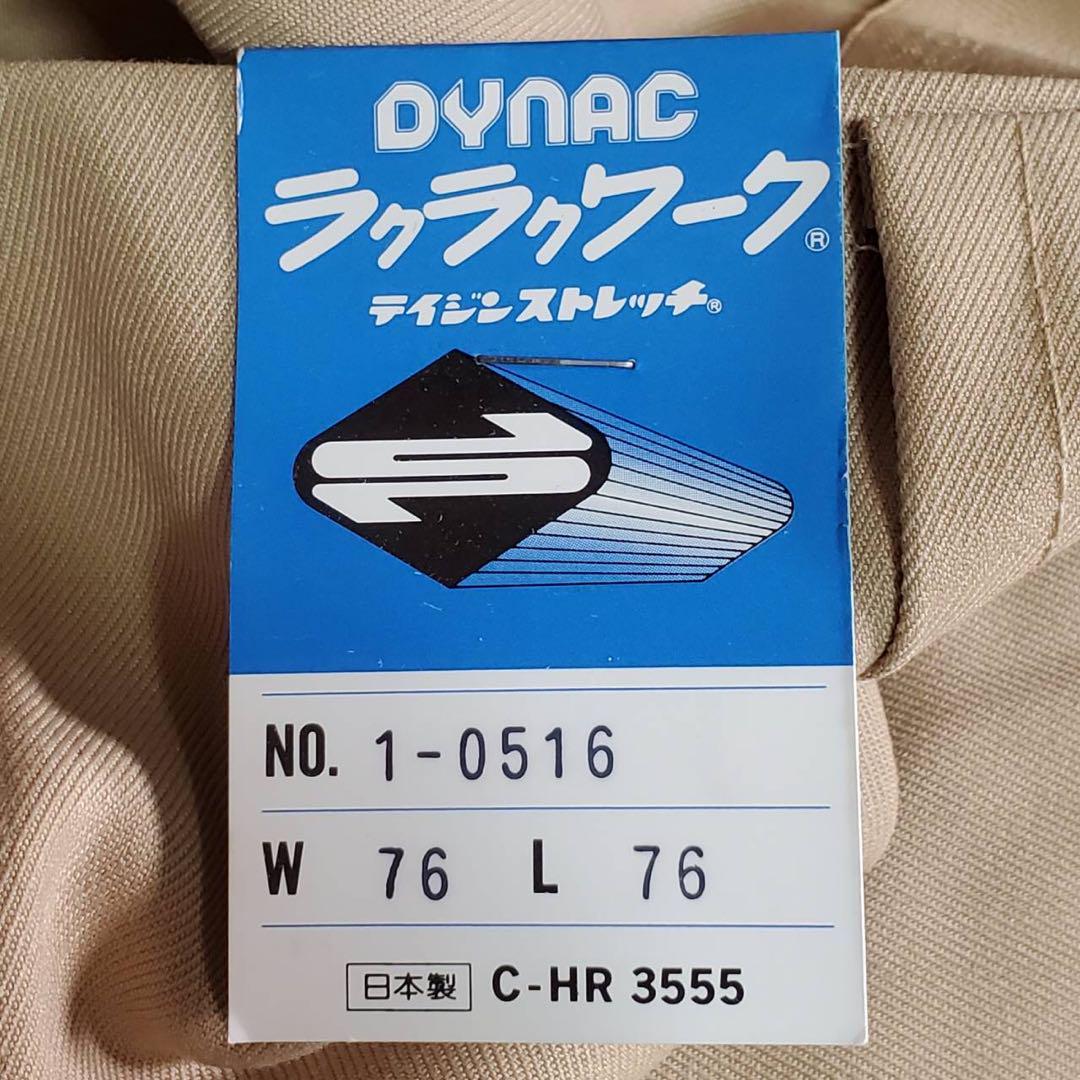 DYNAC
ラクラクワーク®
テイジンストレッチ®
NO. 1-0516
W 76 L 76
日本製 C-HR 3555